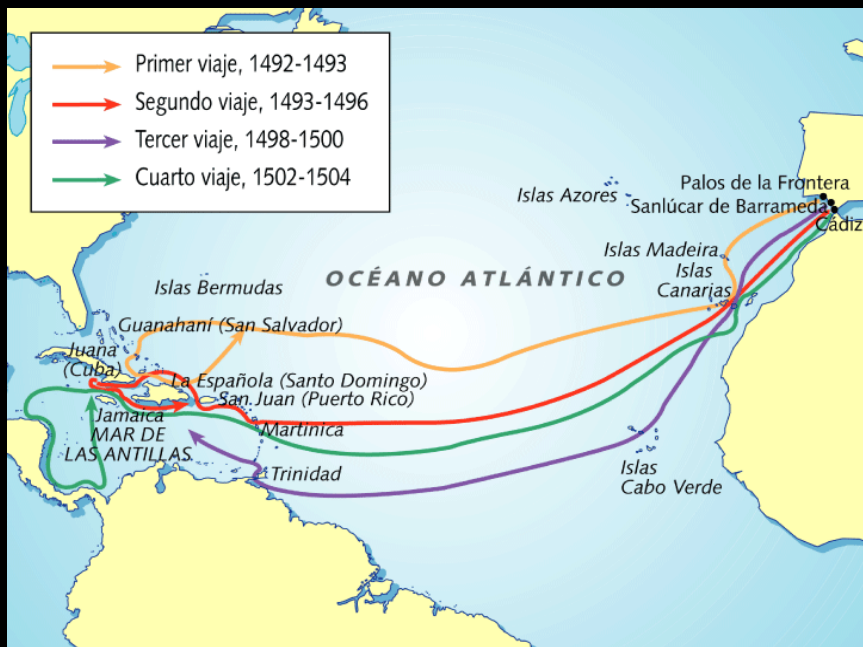 Primer viaje, 1492-1493
Segundo viaje, 1493-1496
Tercer viaje, 1498-1500
Cuarto viaje, 1502-1504
Palos de la Frontera
Islas Azores
Sanlúcar de Barrameda
Cádiz
Islas Madeira
Islas
Canarias
OCÉANO ATLÁNTICO
Islas Bermudas
Guanahaní (San Salvador)
Juana
(Cuba)
La Española (Santo Domingo)
San Juan (Puerto Rico)
Jamaica
Martinica
MAR DE
LAS ANTILLAS
Trinidad
Islas
Cabo Verde